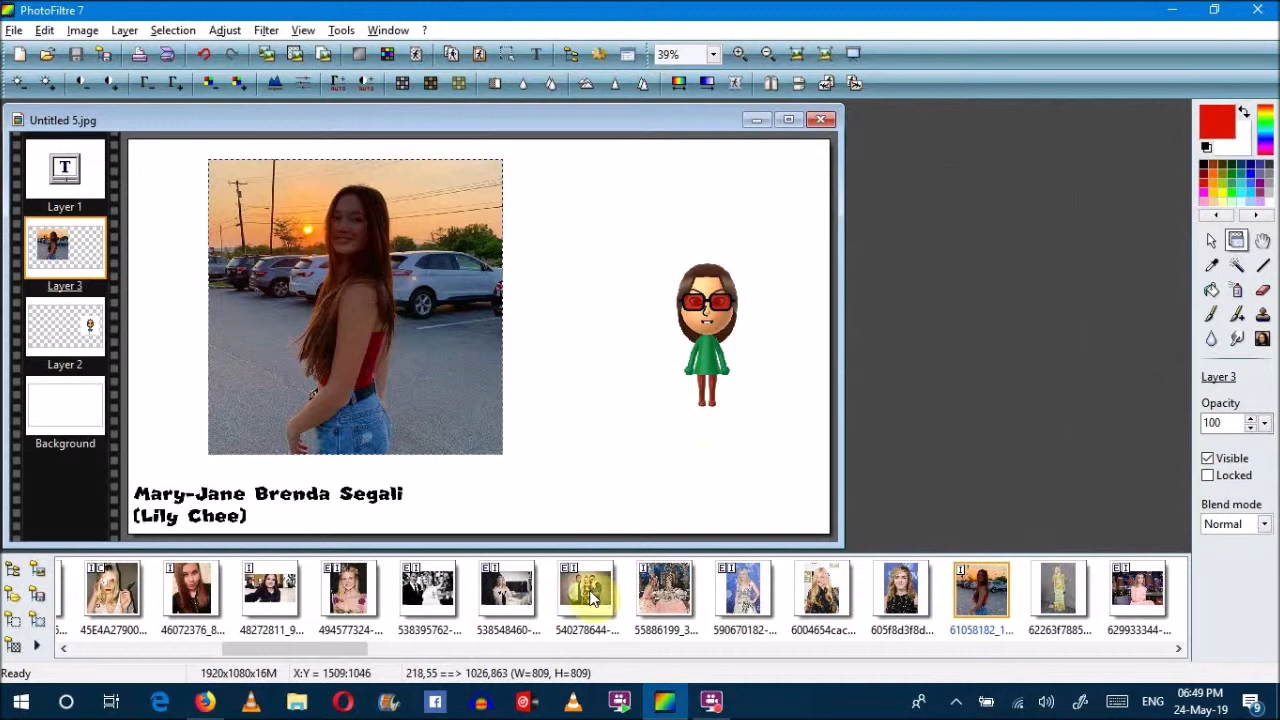 PhotoFiltre 7
File Edit Image Layer Selection Adjust Filter View Tools Window ?
39%
Untitled 5.jpg
T
Layer 1
Layer 3
Layer 2
Background
Mary-Jane Brenda Segali
(Lily Chee)
Layer 3
Opacity
100
Visible
Locked
Blend mode
Normal
45E4A27900... 46072376_8... 48272811_9... 494577324-... 538395762-... 538548460-... 540278644-... 55886199_3... 590670182-... 6004654cac... 605f8d3f8d... 61058182_1... 62263f7885... 629933344-...
Ready 1920x1080x16M X:Y = 1509:1046 218,55 ==> 1026,863 (W=809, H=809)
ENG
06:49 PM
24-May-19